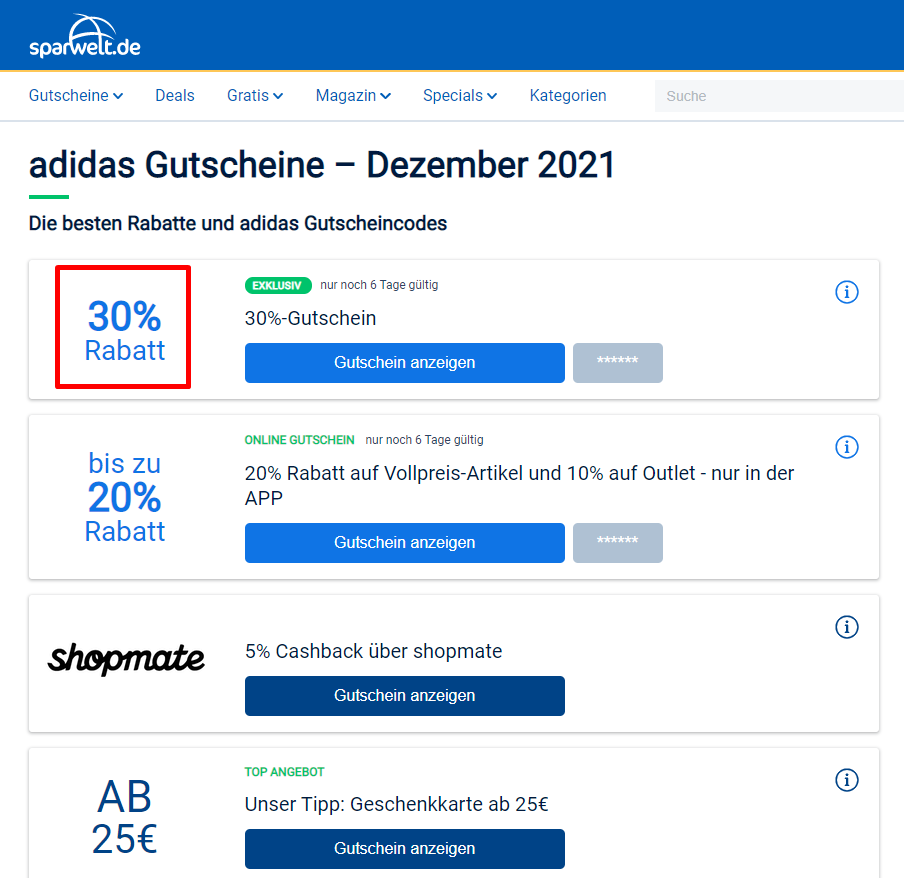 sparwelt.de
Gutscheine Deals Gratis Magazin Specials Kategorien Suche
adidas Gutscheine – Dezember 2021
Die besten Rabatte und adidas Gutscheincodes
30%
Rabatt
EXKLUSIV nur noch 6 Tage gültig
30%-Gutschein
Gutschein anzeigen ******
bis zu
20%
Rabatt
ONLINE GUTSCHEIN nur noch 6 Tage gültig
20% Rabatt auf Vollpreis-Artikel und 10% auf Outlet - nur in der
APP
Gutschein anzeigen ******
shopmate
5% Cashback über shopmate
Gutschein anzeigen
AB
25€
TOP ANGEBOT
Unser Tipp: Geschenkkarte ab 25€
Gutschein anzeigen